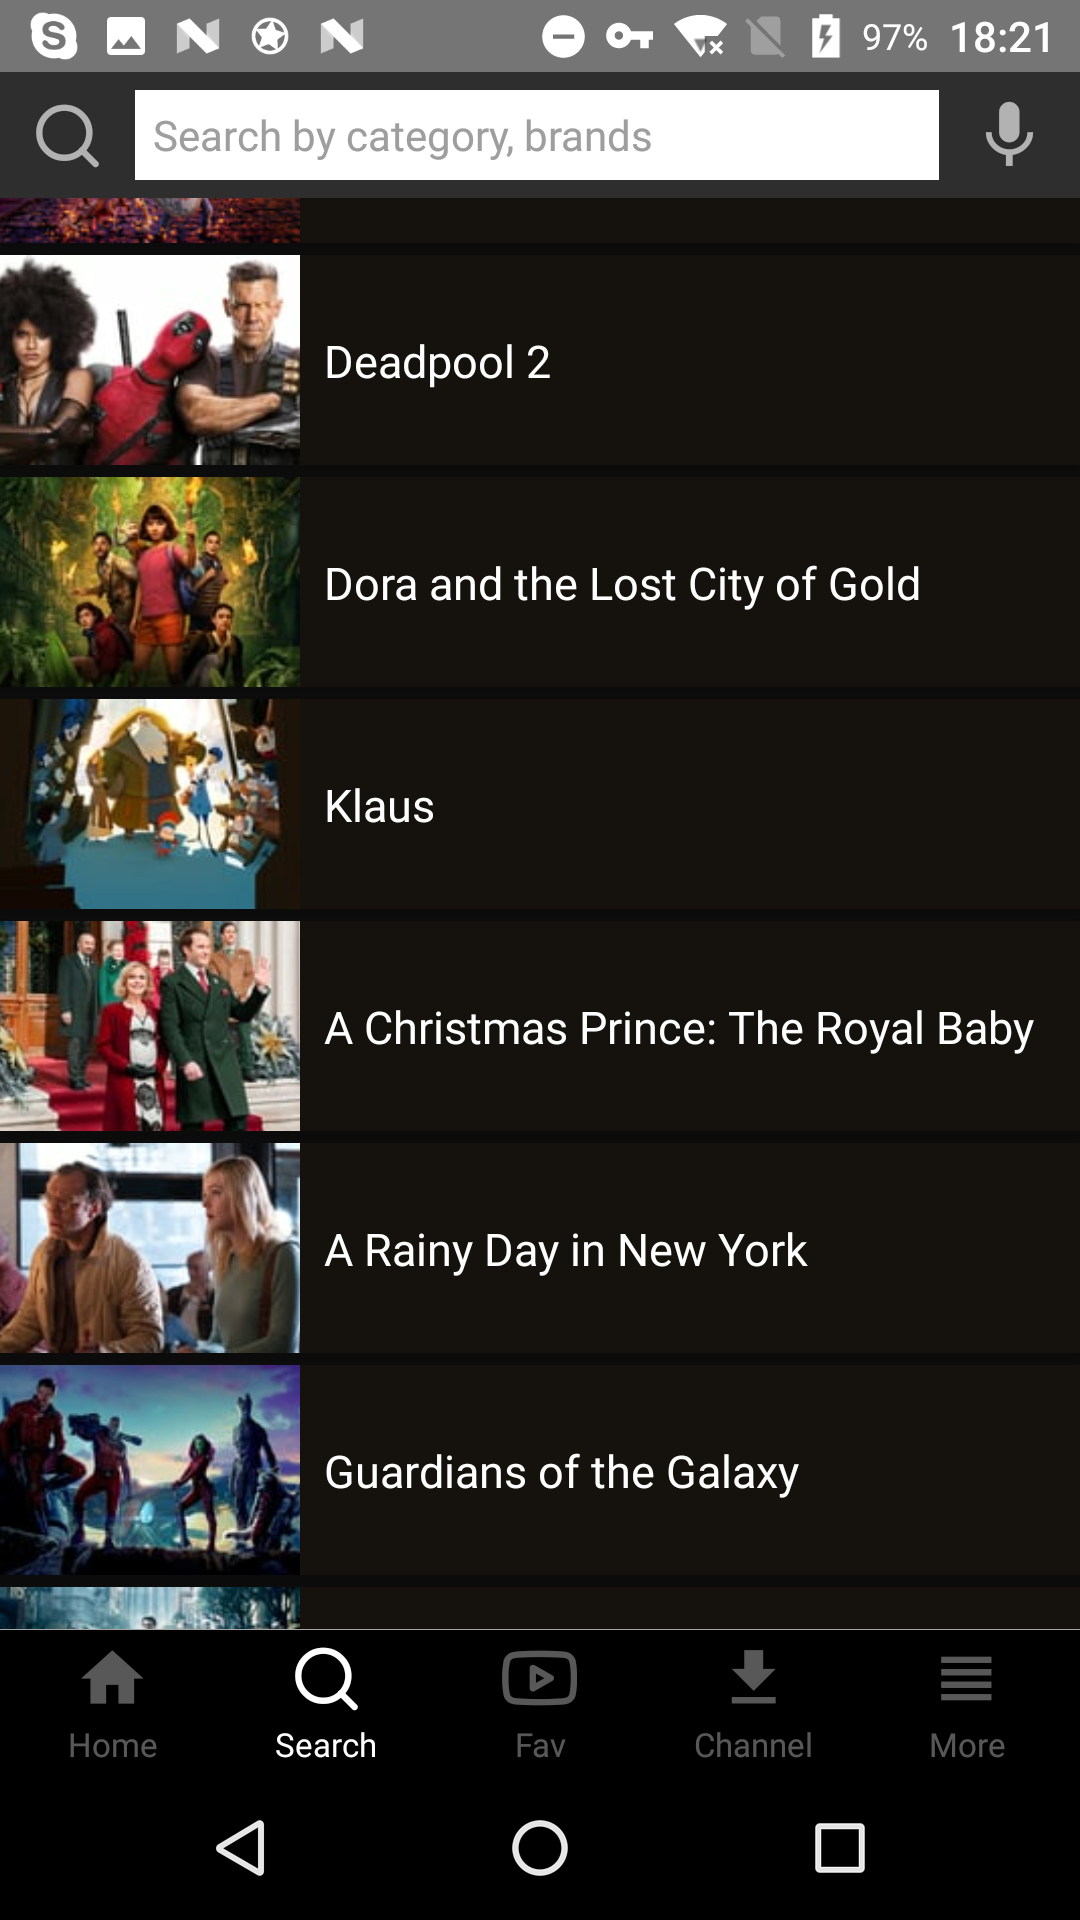 97% 18:21
Search by category, brands
Deadpool 2
Dora and the Lost City of Gold
Klaus
A Christmas Prince: The Royal Baby
A Rainy Day in New York
Guardians of the Galaxy
Home Search Fav Channel More